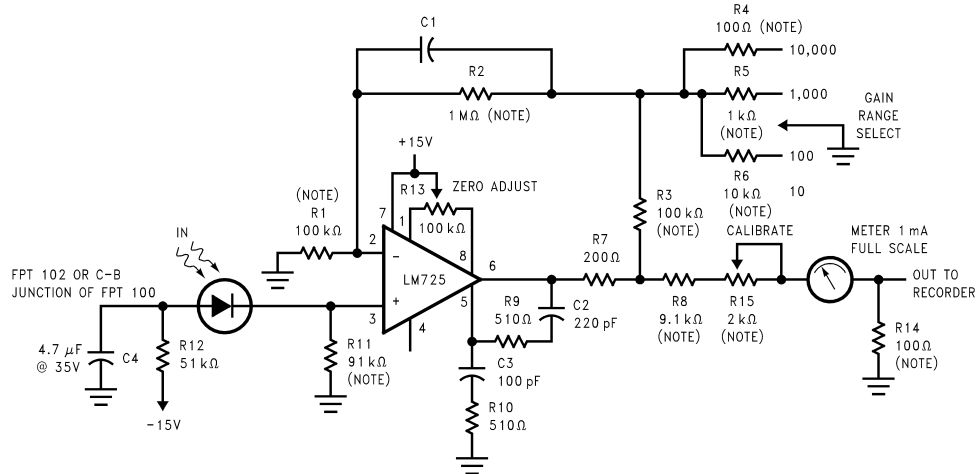 C1
R2
1 MΩ (NOTE)
R4
100Ω (NOTE)
10,000
R5
1,000
1 kΩ
(NOTE)
GAIN
RANGE
SELECT
100
R6
10 kΩ
(NOTE)
10
+15V
R13
ZERO ADJUST
100 kΩ
7
1
8
(NOTE)
R1
100 kΩ
2
−
LM725
6
+
3
4
5
IN
FPT 102 OR C–B
JUNCTION OF FPT 100
4.7 µF
@ 35V
C4
R12
51 kΩ
−15V
R11
91 kΩ
(NOTE)
R9
510Ω
C2
220 pF
C3
100 pF
R10
510Ω
R7
200Ω
R3
100 kΩ
(NOTE)
R8
9.1 kΩ
(NOTE)
CALIBRATE
R15
2 kΩ
(NOTE)
METER 1 mA
FULL SCALE
OUT TO
RECORDER
R14
100Ω
(NOTE)